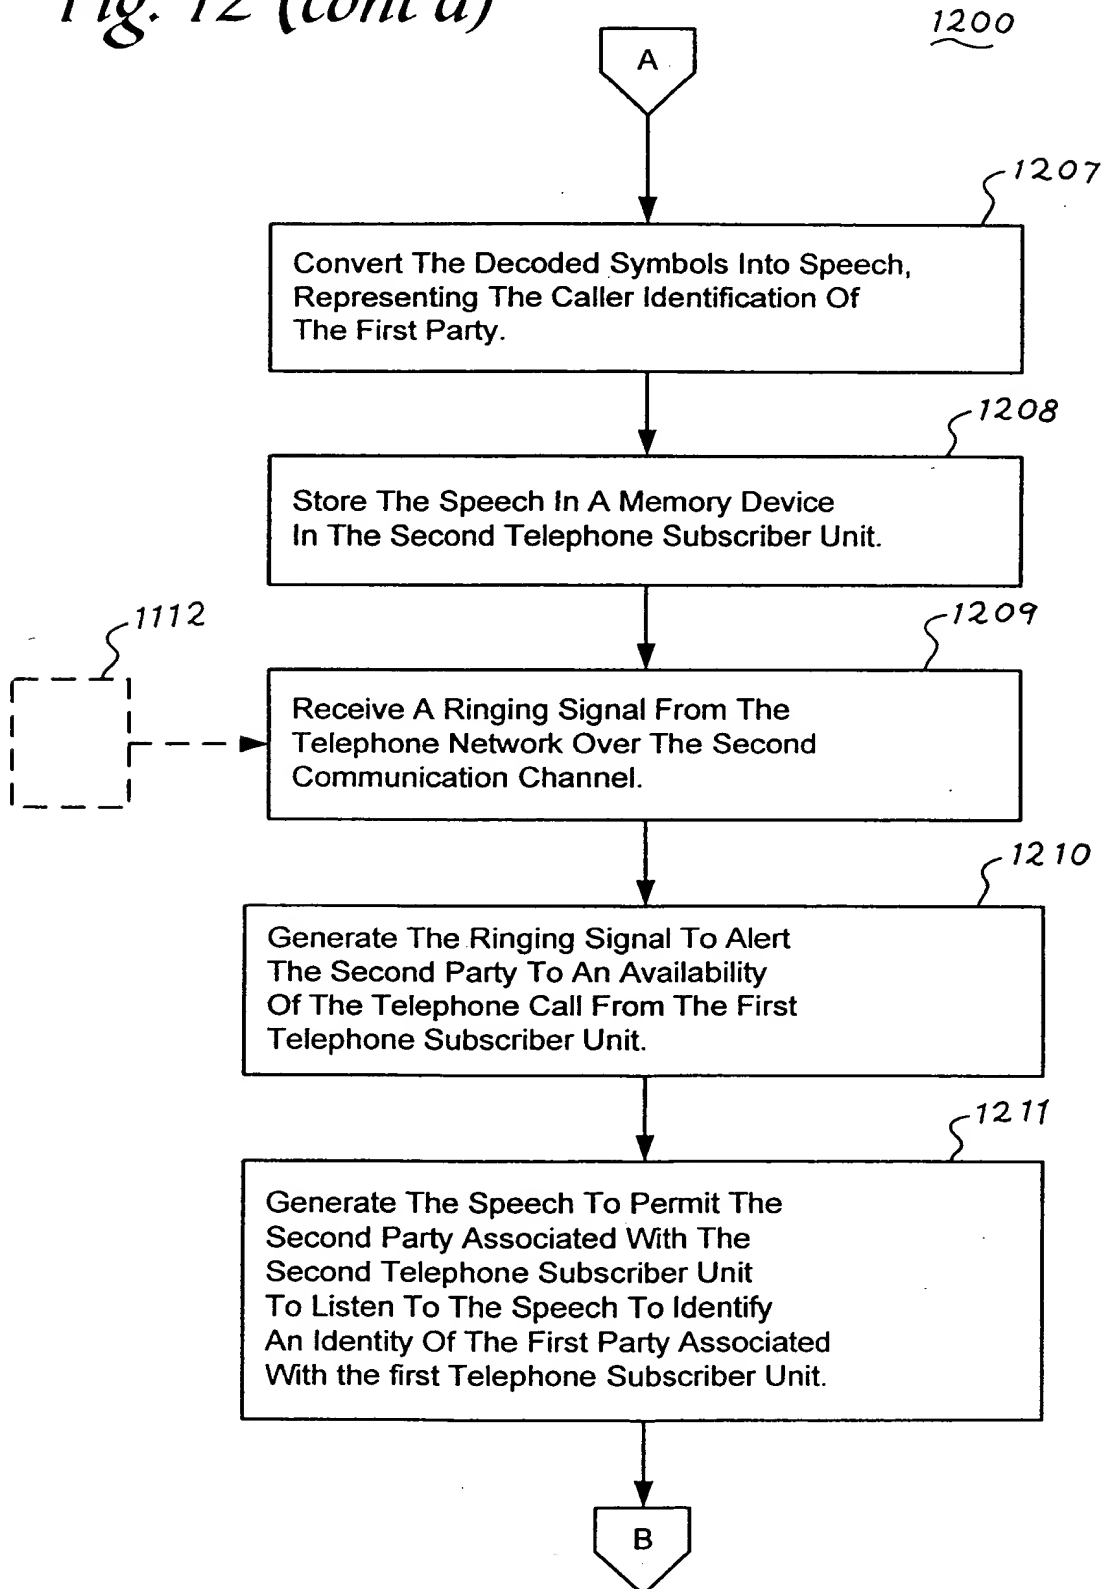 Fig. 12 (cont'd)
1200
A
1207
Convert The Decoded Symbols Into Speech,
Representing The Caller Identification Of
The First Party.
1208
Store The Speech In A Memory Device
In The Second Telephone Subscriber Unit.
1112
1209
Receive A Ringing Signal From The
Telephone Network Over The Second
Communication Channel.
1210
Generate The Ringing Signal To Alert
The Second Party To An Availability
Of The Telephone Call From The First
Telephone Subscriber Unit.
1211
Generate The Speech To Permit The
Second Party Associated With The
Second Telephone Subscriber Unit
To Listen To The Speech To Identify
An Identity Of The First Party Associated
With the first Telephone Subscriber Unit.
B